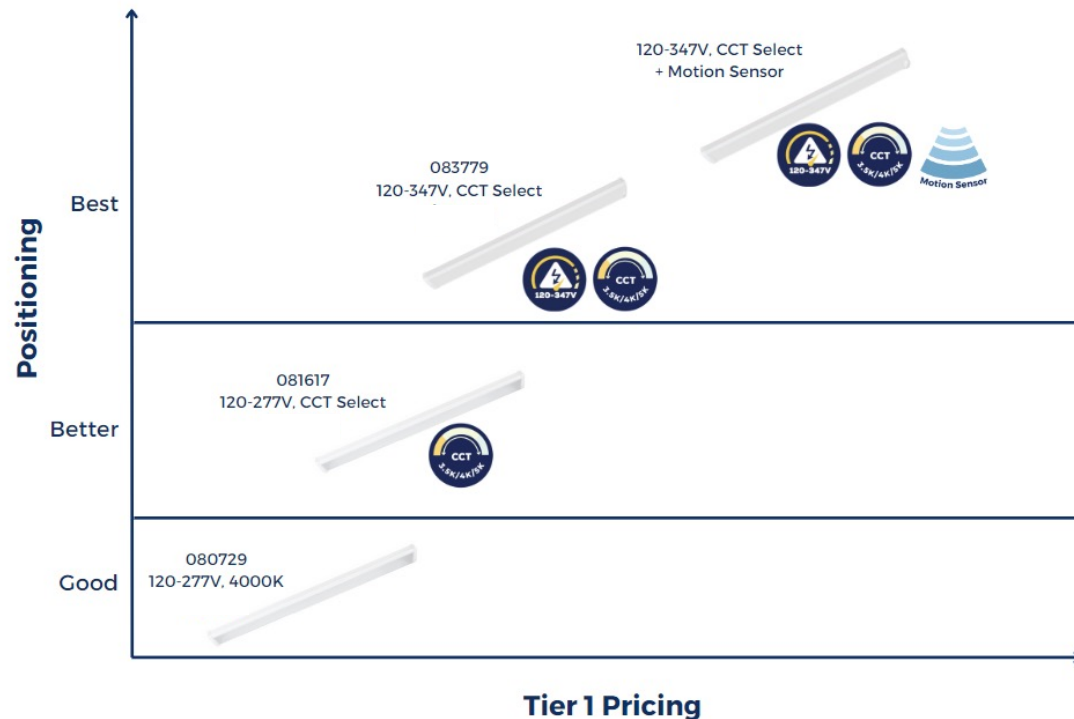 120-347V, CCT Select
+ Motion Sensor
120-347V
CCT
3.5K/4K/5K
Motion Sensor
083779
120-347V, CCT Select
Best
120-347V
CCT
3.5K/4K/5K
Positioning
081617
120-277V, CCT Select
Better
CCT
3.5K/4K/5K
080729
120-277V, 4000K
Good
Tier 1 Pricing